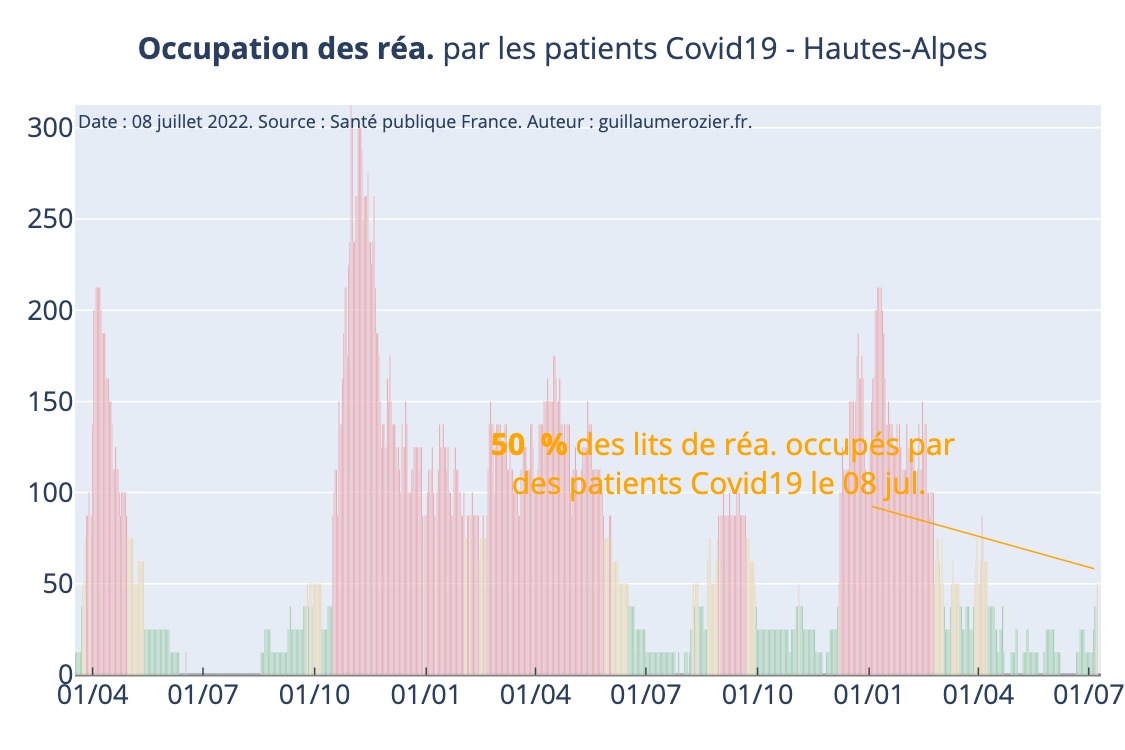 Occupation des réa. par les patients Covid19 - Hautes-Alpes
Date : 08 juillet 2022. Source : Santé publique France. Auteur : guillaumerozier.fr.
300
250
200
150
50 % des lits de réa. occupés par
des patients Covid19 le 08 jul.
100
50
0
01/04 01/07 01/10 01/01 01/04 01/07 01/10 01/01 01/04 01/07